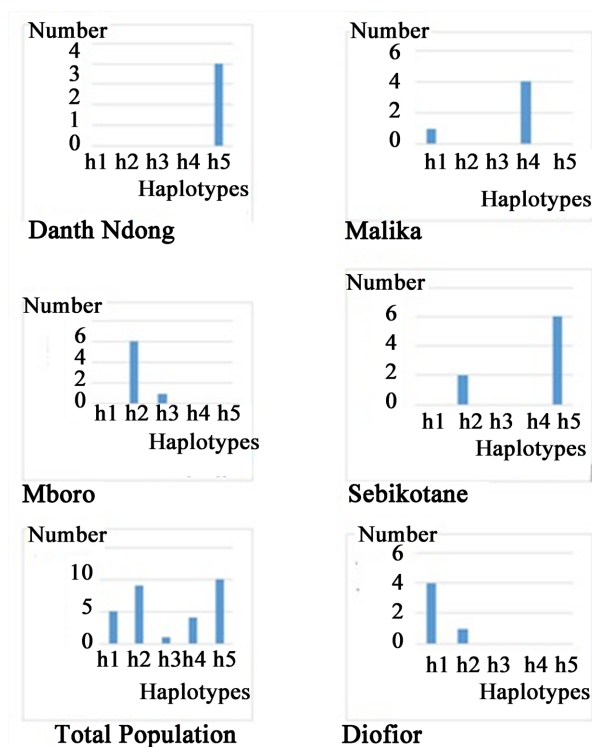 Number
4
3
2
1
1
0
h1 h2 h3 h4 h5
Haplotypes
Danth Ndong
Number
6
4
2
0
h1 h2 h3 h4 h5
Haplotypes
Malika
Number
6
4
2
0
h1 h2 h3 h4 h5
Haplotypes
Mboro
Number
6
4
2
0
h1 h2 h3 h4 h5
Haplotypes
Sebikotane
Number
10
5
0
h1 h2 h3 h4 h5
Haplotypes
Total Population
Number
6
4
2
0
h1 h2 h3 h4 h5
Haplotypes
Diofior